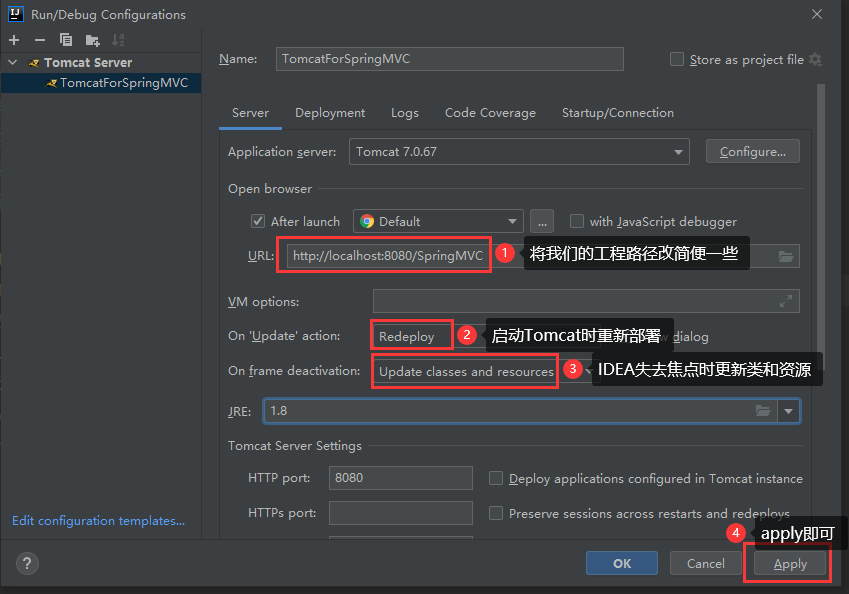 Run/Debug Configurations
Tomcat Server
TomcatForSpringMVC
Edit configuration templates...
Name: TomcatForSpringMVC Store as project file
Server Deployment Logs Code Coverage Startup/Connection
Application server: Tomcat 7.0.67 Configure...
Open browser
After launch Default ... with JavaScript debugger
URL: http://localhost:8080/SpringMVC 1 将我们的工程路径改简便一些
VM options:
On 'Update' action: Redeploy 2 启动Tomcat时重新部署 dialog
On frame deactivation: Update classes and resources 3 IDEA失去焦点时更新类和资源
JRE: 1.8
Tomcat Server Settings
HTTP port: 8080 Deploy applications configured in Tomcat instance
HTTPs port: Preserve sessions across restarts and redeploys
4 apply即可
? OK Cancel Apply